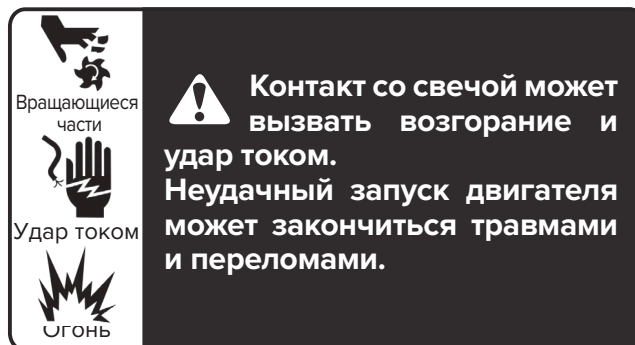 Вращающиеся
части
Удар током
Огонь
Контакт со свечой может
вызвать возгорание и
удар током.
Неудачный запуск двигателя
может закончиться травмами
и переломами.